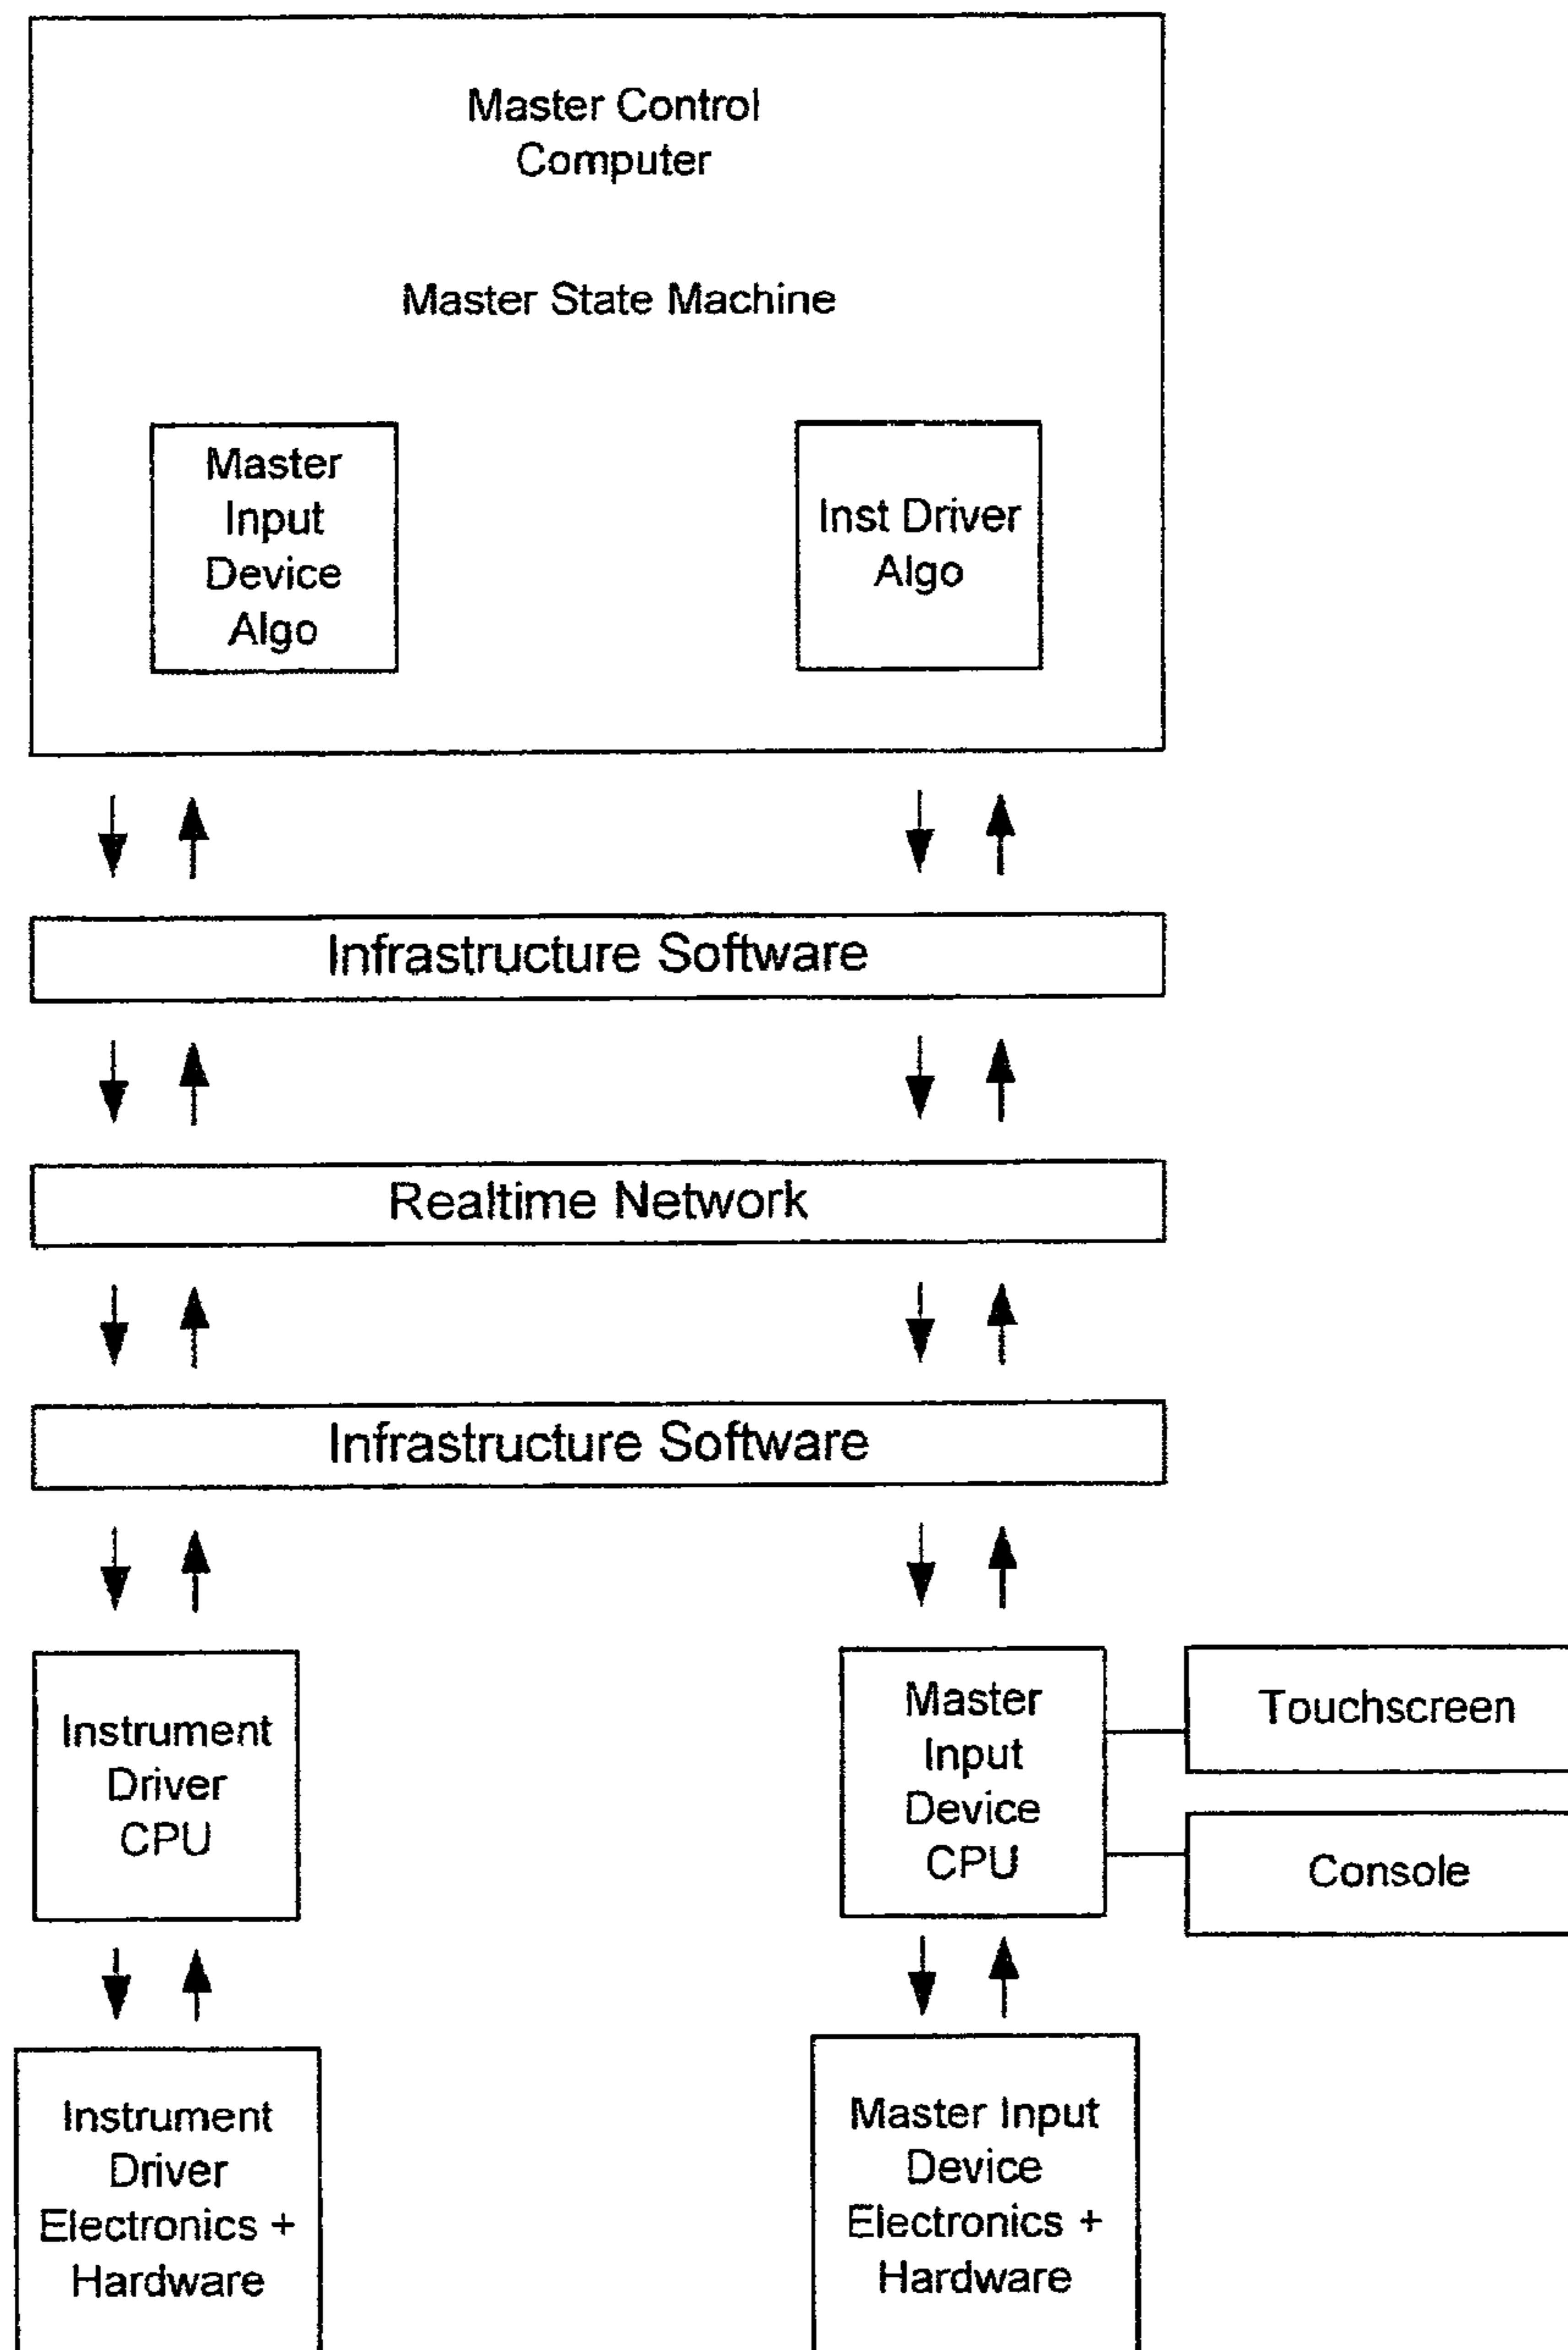 Master Control
Computer
Master State Machine
Master
Input
Device
Algo
Inst Driver
Algo
Infrastructure Software
Realtime Network
Infrastructure Software
Instrument
Driver
CPU
Master
Input
Device
CPU
Touchscreen
Console
Instrument
Driver
Electronics +
Hardware
Master Input
Device
Electronics +
Hardware